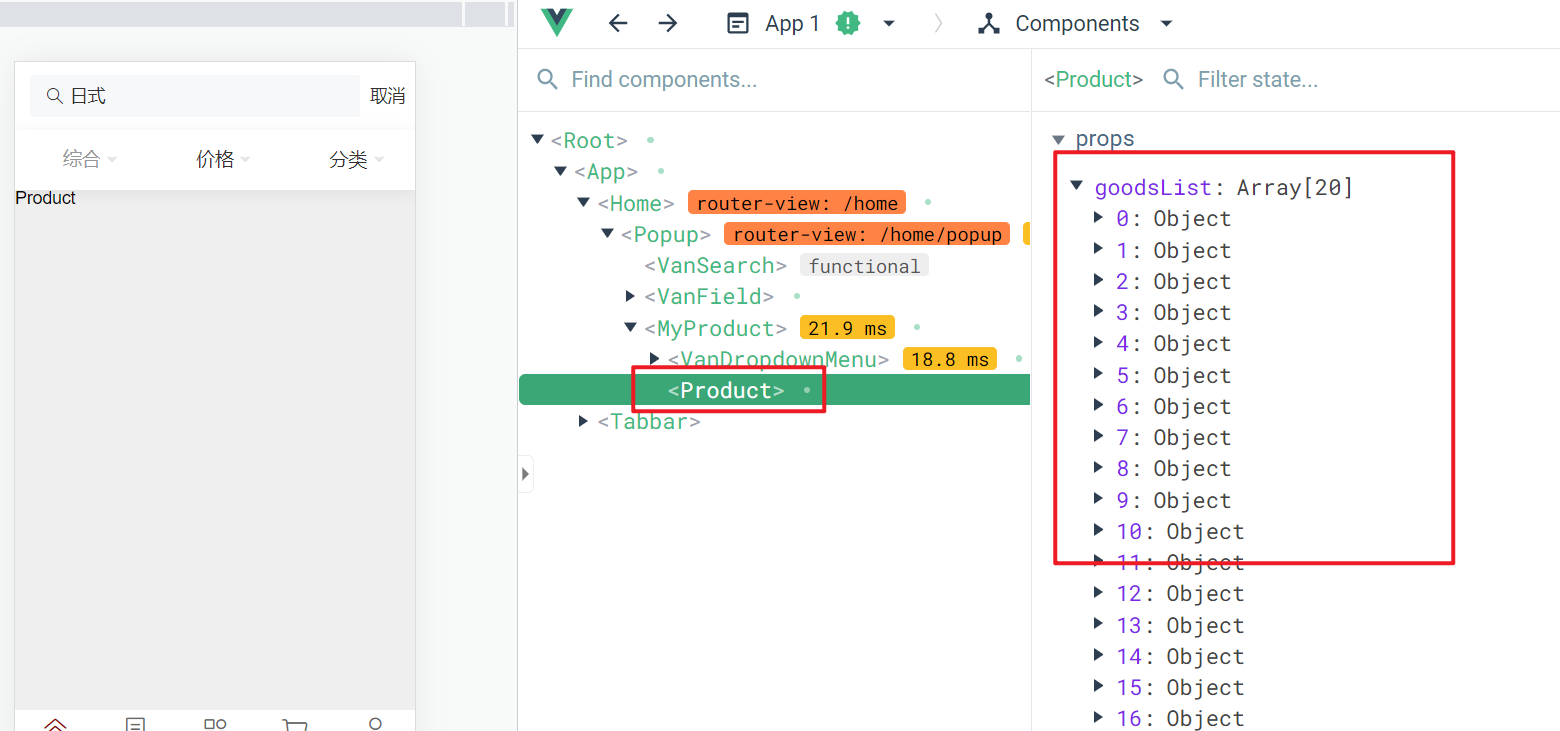 日式
取消
综合
价格
分类
Product
App 1
Components
Find components...
<Root>
<App>
<Home> router-view: /home
<Popup> router-view: /home/popup
<VanSearch> functional
<VanField>
<MyProduct> 21.9 ms
<VanDropdownMenu> 18.8 ms
<Product>
<Tabbar>
<Product> Filter state...
props
goodsList: Array[20]
0: Object
1: Object
2: Object
3: Object
4: Object
5: Object
6: Object
7: Object
8: Object
9: Object
10: Object
11: Object
12: Object
13: Object
14: Object
15: Object
16: Object